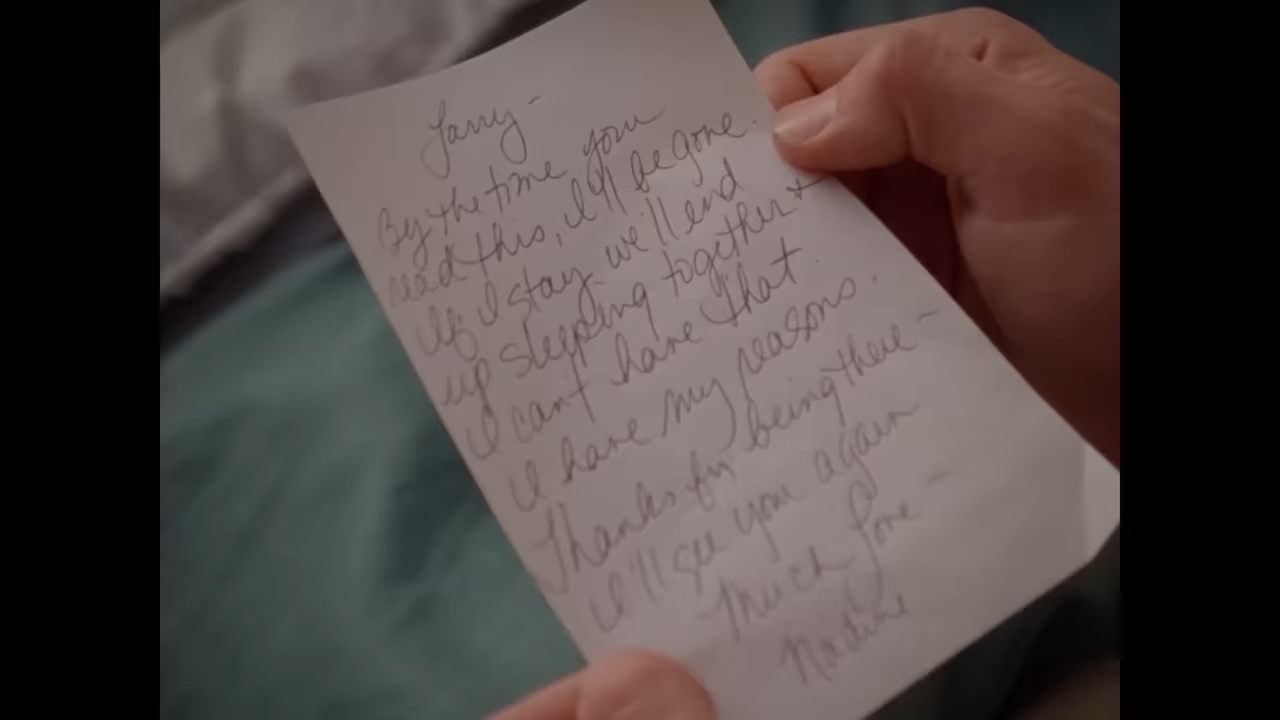 Larry -
By the time you
read this, I'll be gone.
If I stay we'll end
up sleeping together +
I can't have that.
I have my reasons.
Thanks for being there -
I'll see you again
Much love -
Nadine